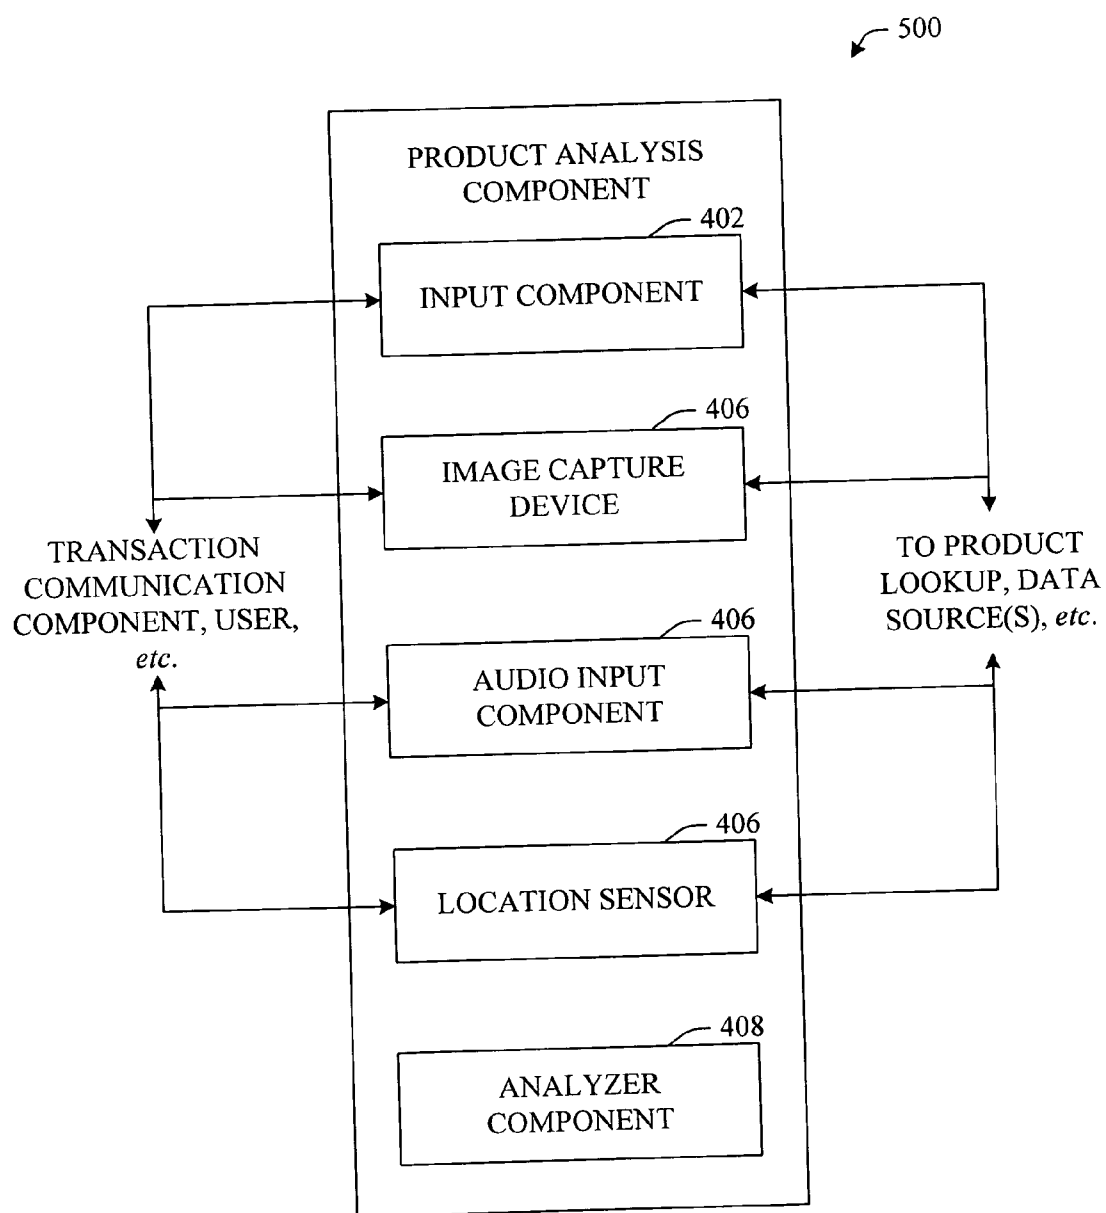 500
PRODUCT ANALYSIS
COMPONENT
402
INPUT COMPONENT
406
IMAGE CAPTURE
DEVICE
TRANSACTION
COMMUNICATION
COMPONENT, USER,
etc.
TO PRODUCT
LOOKUP, DATA
SOURCE(S), etc.
406
AUDIO INPUT
COMPONENT
406
LOCATION SENSOR
408
ANALYZER
COMPONENT